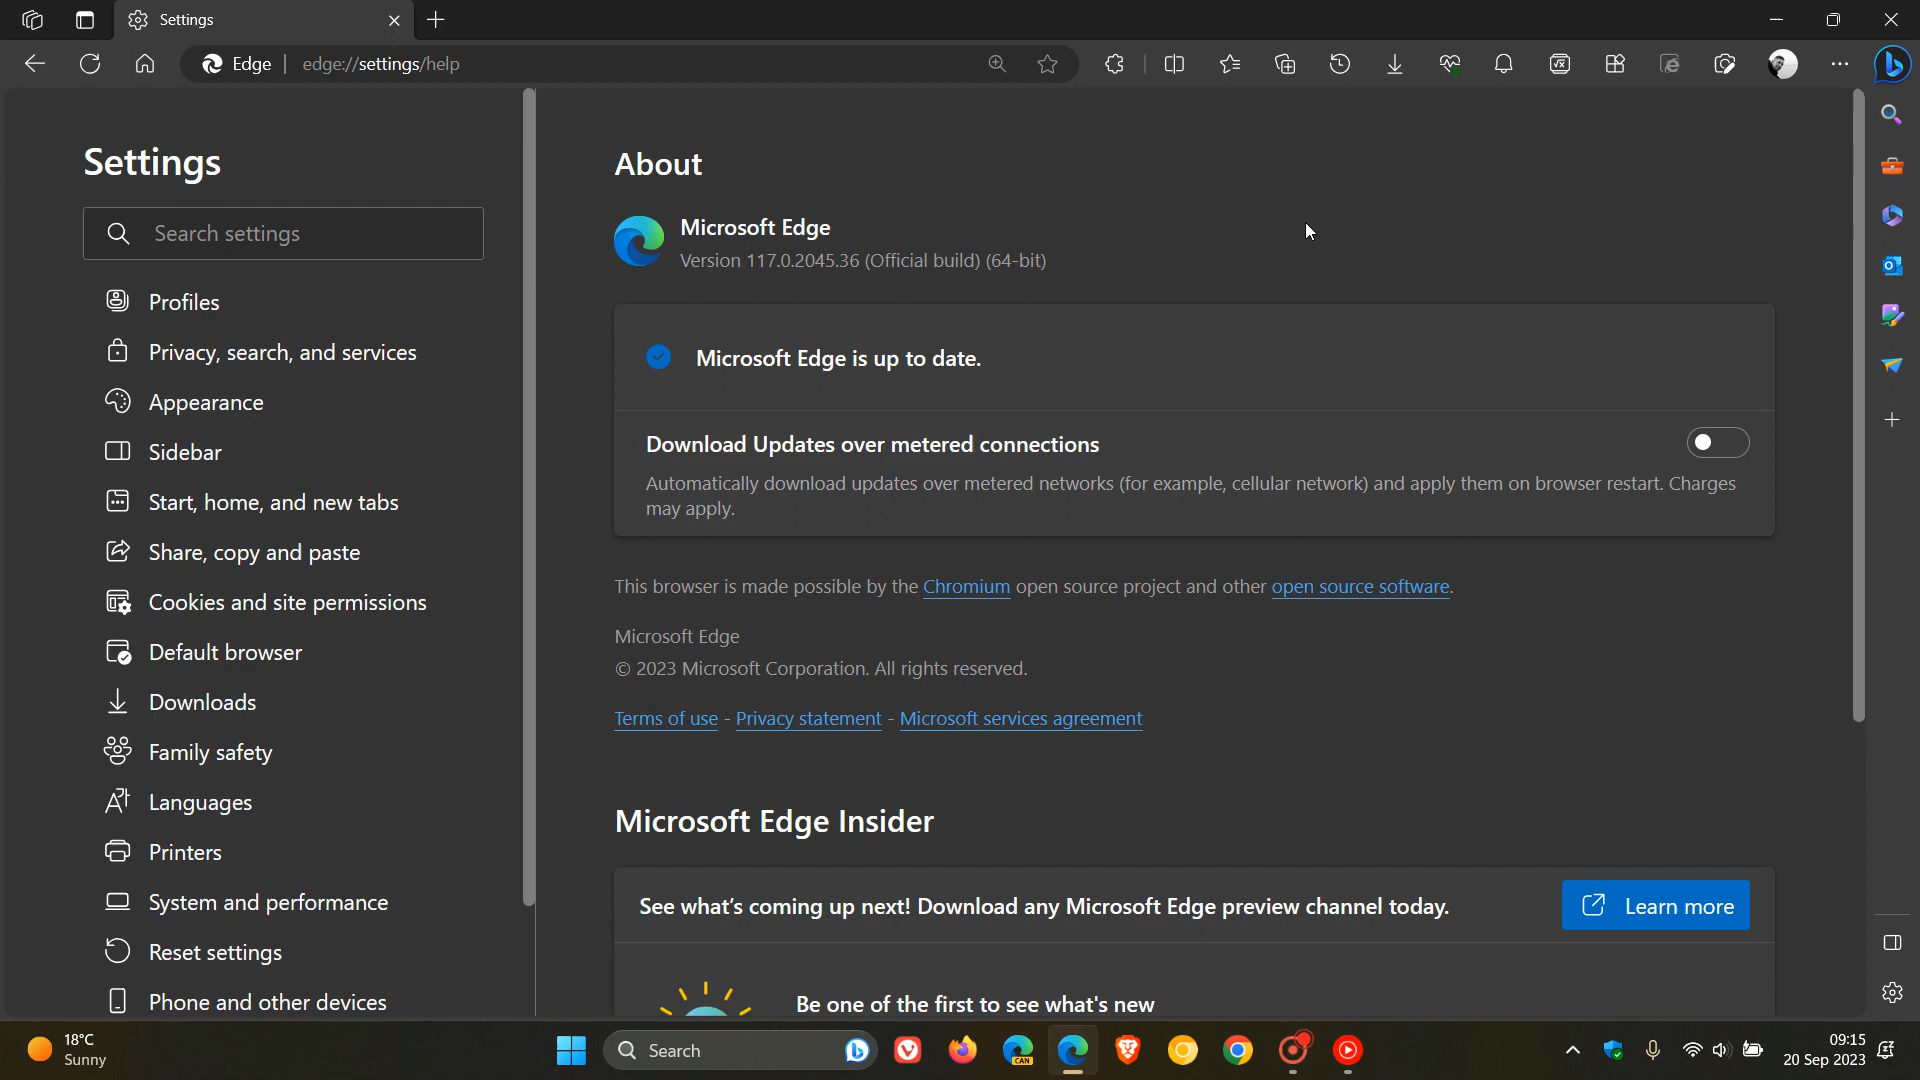 Settings
Edge
edge://settings/help
Settings
Search settings
Profiles
Privacy, search, and services
Appearance
Sidebar
Start, home, and new tabs
Share, copy and paste
Cookies and site permissions
Default browser
Downloads
Family safety
Languages
Printers
System and performance
Reset settings
Phone and other devices
About
Microsoft Edge
Version 117.0.2045.36 (Official build) (64-bit)
Microsoft Edge is up to date.
Download Updates over metered connections
Automatically download updates over metered networks (for example, cellular network) and apply them on browser restart. Charges
may apply.
This browser is made possible by the Chromium open source project and other open source software.
Microsoft Edge
© 2023 Microsoft Corporation. All rights reserved.
Terms of use - Privacy statement - Microsoft services agreement
Microsoft Edge Insider
See what's coming up next! Download any Microsoft Edge preview channel today.
Learn more
Be one of the first to see what's new
18°C
Sunny
Search
CAN
09:15
20 Sep 2023